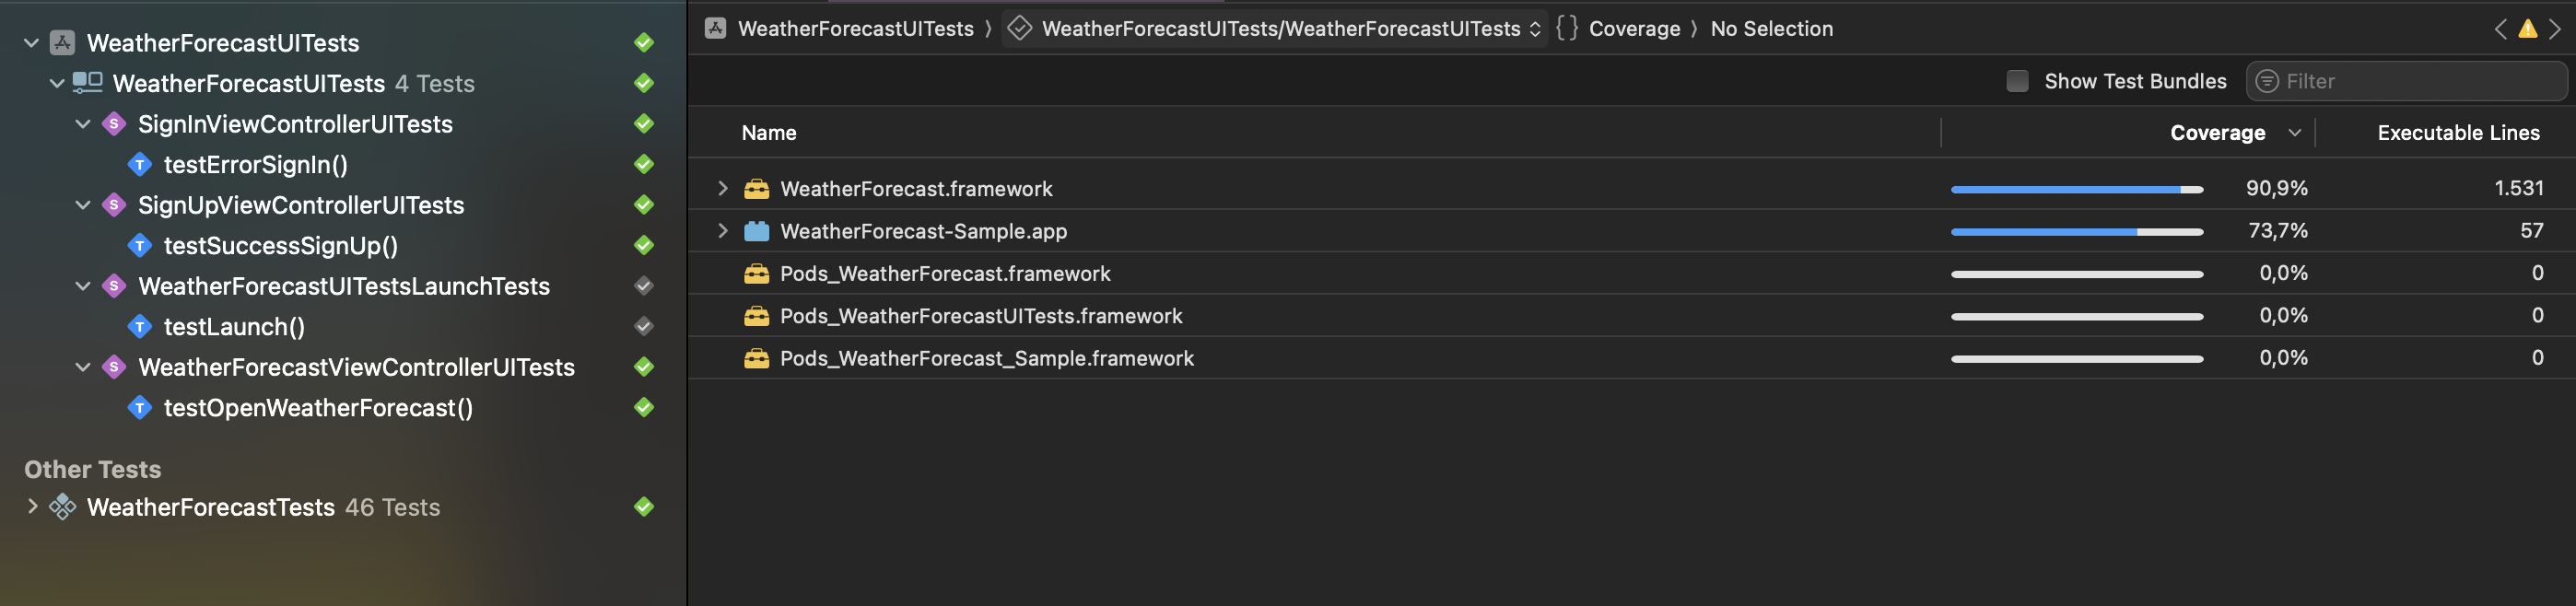 WeatherForecastUITests
WeatherForecastUITests 4 Tests
S SignInViewControllerUITests
T testErrorSignIn()
S SignUpViewControllerUITests
T testSuccessSignUp()
S WeatherForecastUITestsLaunchTests
T testLaunch()
S WeatherForecastViewControllerUITests
T testOpenWeatherForecast()
Other Tests
WeatherForecastTests 46 Tests
WeatherForecastUITests 〉 WeatherForecastUITests/WeatherForecastUITests {} Coverage 〉 No Selection
Show Test Bundles Filter
Name Coverage Executable Lines
WeatherForecast.framework 90,9% 1.531
WeatherForecast-Sample.app 73,7% 57
Pods_WeatherForecast.framework 0,0% 0
Pods_WeatherForecastUITests.framework 0,0% 0
Pods_WeatherForecast_Sample.framework 0,0% 0